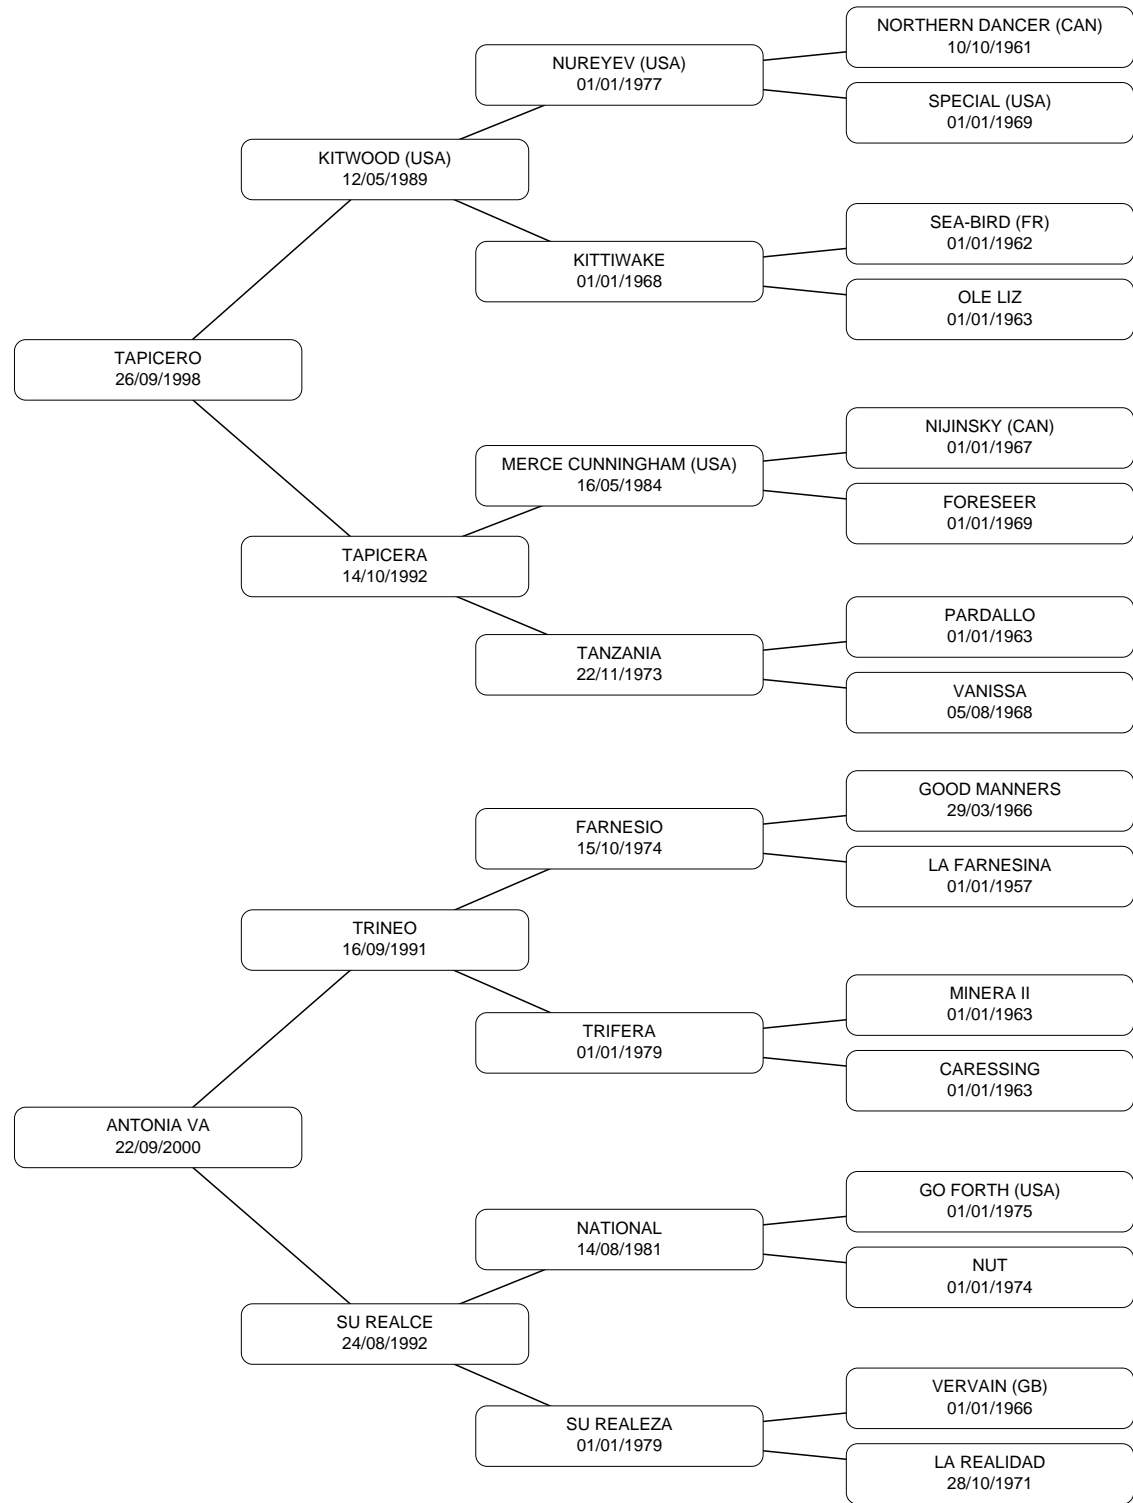 NORTHERN DANCER (CAN)
10/10/1961
NUREYEV (USA)
01/01/1977
SPECIAL (USA)
01/01/1969
KITWOOD (USA)
12/05/1989
SEA-BIRD (FR)
01/01/1962
KITTIWAKE
01/01/1968
OLE LIZ
01/01/1963
TAPICERO
26/09/1998
NIJINSKY (CAN)
01/01/1967
MERCE CUNNINGHAM (USA)
16/05/1984
FORESEER
01/01/1969
TAPICERA
14/10/1992
PARDALLO
01/01/1963
TANZANIA
22/11/1973
VANISSA
05/08/1968
GOOD MANNERS
29/03/1966
FARNESIO
15/10/1974
LA FARNESINA
01/01/1957
TRINEO
16/09/1991
MINERA II
01/01/1963
TRIFERA
01/01/1979
CARESSING
01/01/1963
ANTONIA VA
22/09/2000
GO FORTH (USA)
01/01/1975
NATIONAL
14/08/1981
NUT
01/01/1974
SU REALCE
24/08/1992
VERVAIN (GB)
01/01/1966
SU REALEZA
01/01/1979
LA REALIDAD
28/10/1971